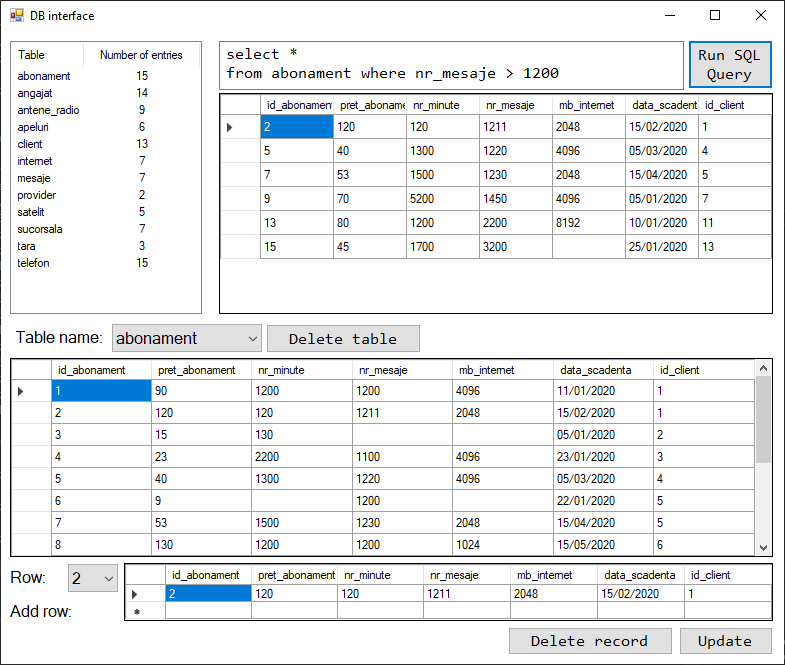 DB interface
Table Number of entries
abonament 15
angajat 14
antene_radio 9
apeluri 6
client 13
internet 7
mesaje 7
provider 2
satelit 5
sucorsala 7
tara 3
telefon 15
select *
from abonament where nr_mesaje > 1200
Run SQL
Query
id_abonament pret_aboname nr_minute nr_mesaje mb_internet data_scadent id_client
2 120 120 1211 2048 15/02/2020 1
5 40 1300 1220 4096 05/03/2020 4
7 53 1500 1230 2048 15/04/2020 5
9 70 5200 1450 4096 05/01/2020 7
13 80 1200 2200 8192 10/01/2020 11
15 45 1700 3200 25/01/2020 13
Table name: abonament Delete table
id_abonament pret_abonament nr_minute nr_mesaje mb_internet data_scadenta id_client
1 90 1200 1200 4096 11/01/2020 1
2 120 120 1211 2048 15/02/2020 1
3 15 130 05/01/2020 2
4 23 2200 1100 4096 23/01/2020 3
5 40 1300 1220 4096 05/03/2020 4
6 9 1200 22/01/2020 5
7 53 1500 1230 2048 15/04/2020 5
8 130 1200 1200 1024 15/05/2020 6
Row: 2
id_abonament pret_abonament nr_minute nr_mesaje mb_internet data_scadenta id_client
2 120 120 1211 2048 15/02/2020 1
Add row:
Delete record Update